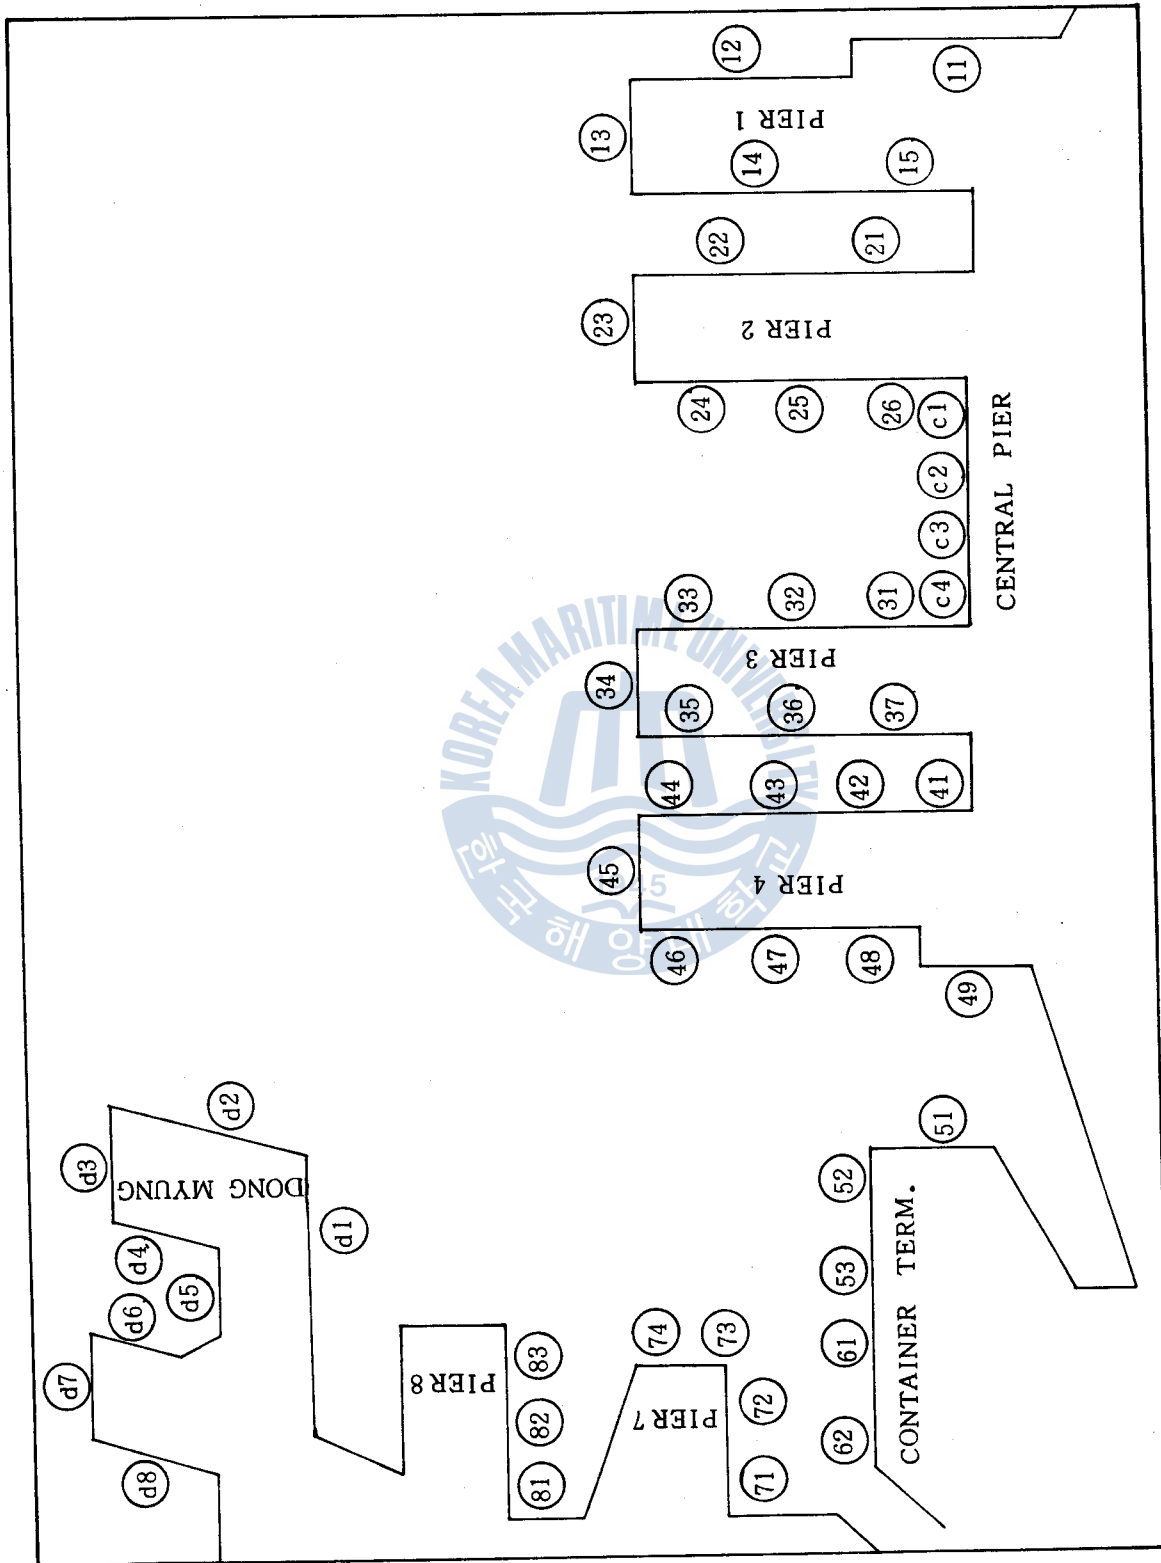 11
12
13
PIER 1
14
15
22
21
23
PIER 2
24
25
26
c1
c2
c3
c4
CENTRAL PIER
33
32
31
34
PIER 3
35
36
37
44
43
42
41
45
PIER 4
46
47
48
49
51
52
53
61
62
CONTAINER TERM.
d2
d3
DONG MYUNG
d1
d4
d5
d6
d7
d8
PIER 8
83
82
81
74
73
PIER 7
72
71
KOREA MARITIME UNIVERSITY
1945
한국해양대학교